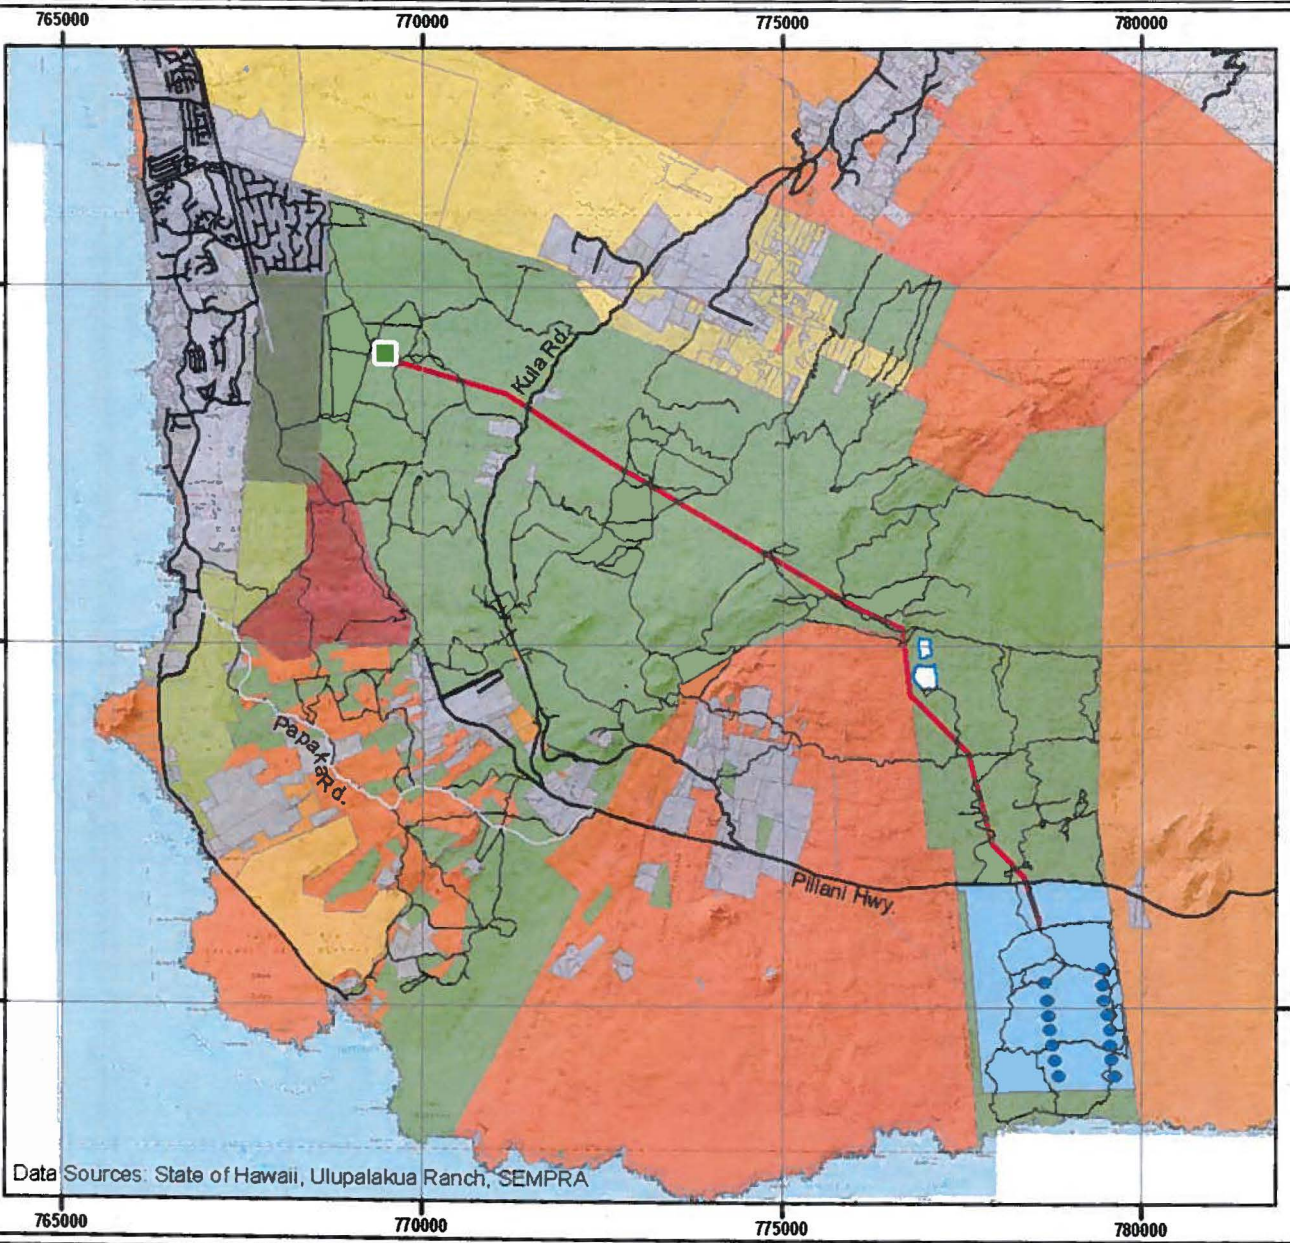 765000
770000
775000
780000
Kula Rd.
Papaka Rd.
Piilani Hwy.
Data Sources: State of Hawaii, Ulupalakua Ranch, SEMPRA
765000
770000
775000
780000